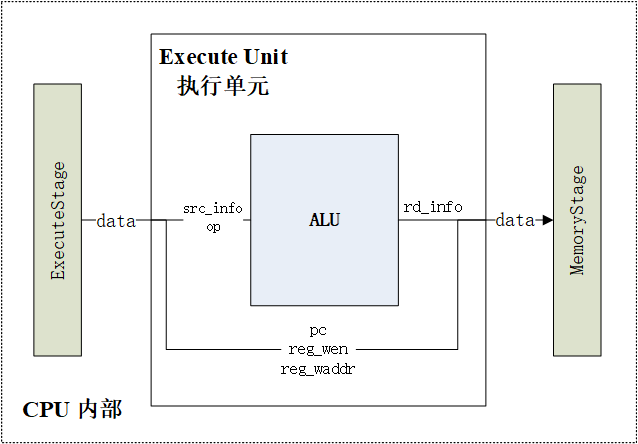 Execute Unit
执行单元
ExecuteStage
data
src_info
op
ALU
rd_info
data
MemoryStage
pc
reg_wen
reg_waddr
CPU 内部